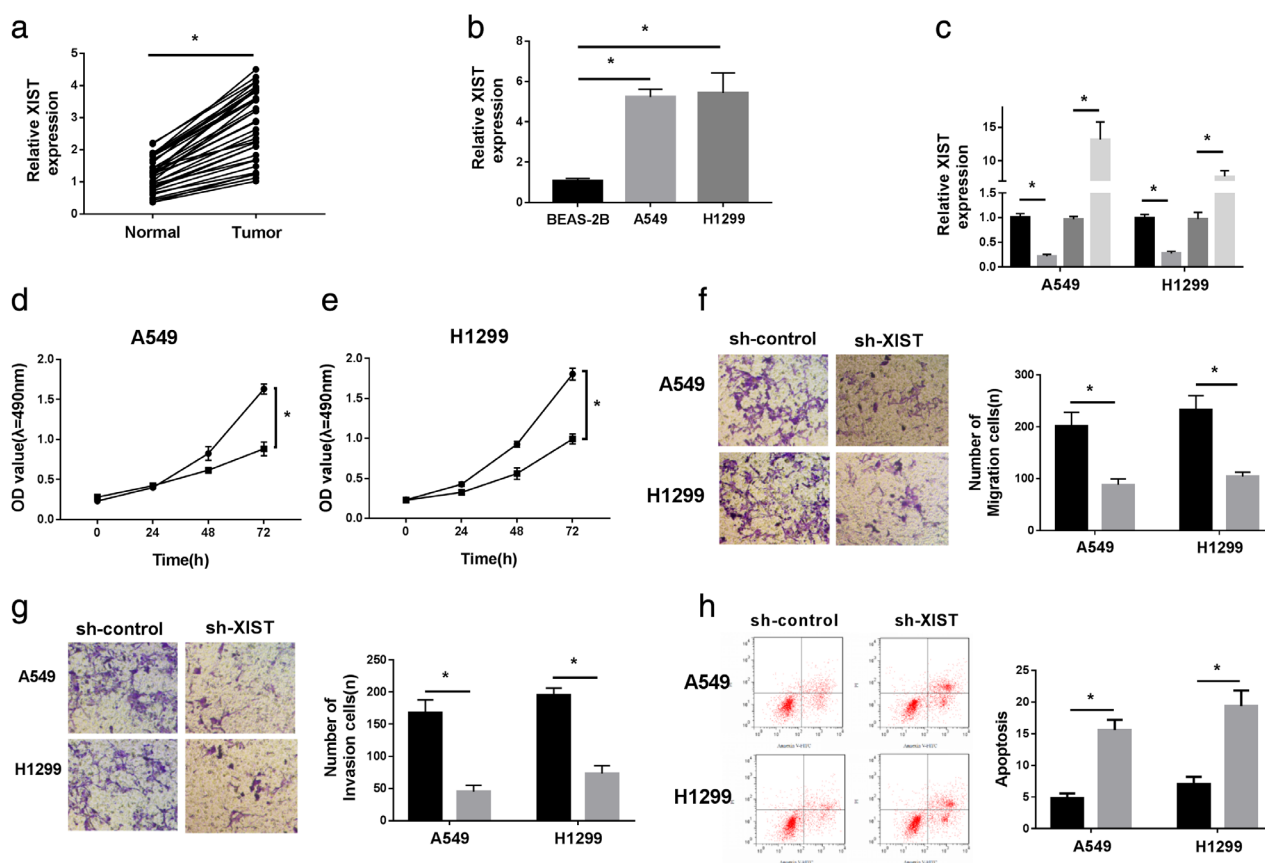 a
*
Relative XIST
expression
5
4
3
2
1
0
Normal
Tumor
b
*
*
Relative XIST
expression
8
6
4
2
0
BEAS-2B
A549
H1299
c
*
*
*
*
Relative XIST
expression
15
10
1.0
0.5
0.0
A549
H1299
d
A549
OD value(λ=490nm)
2.0
1.5
1.0
0.5
0.0
*
0 24 48 72
Time(h)
e
H1299
OD value(λ=490nm)
2.0
1.5
1.0
0.5
0.0
*
0 24 48 72
Time(h)
f
sh-control
sh-XIST
A549
H1299
Number of
Migration cells(n)
300
200
100
0
*
*
A549
H1299
g
sh-control
sh-XIST
A549
H1299
Number of
Invasion cells(n)
250
200
150
100
50
0
*
*
A549
H1299
h
sh-control
sh-XIST
A549
H1299
Apoptosis
25
20
15
10
5
0
*
*
A549
H1299